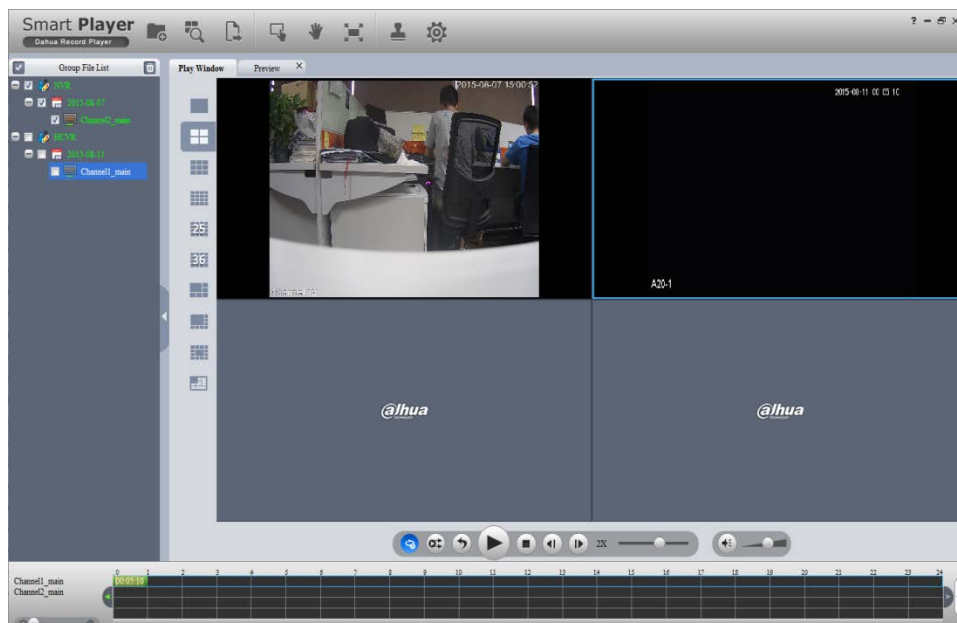 Smart Player
Dahua Record Player
? - 
Group File List
Play Window
Preview X
NVR
2015-08-07
Channel2_main
HCVR
2015-08-11
Channel1_main
25
36
2015-08-07 15:00:52
2015-08-11 00 05 10
A20-1
alhua
TECHNOLOGY
alhua
TECHNOLOGY
2X
0 1 2 3 4 5 6 7 8 9 10 11 12 13 14 15 16 17 18 19 20 21 22 23 24
Channel1_main
00:05:10
Channel2_main